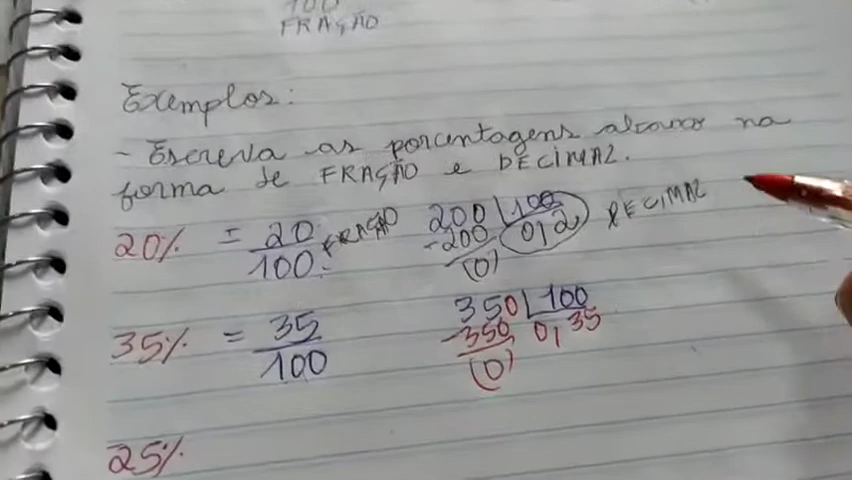 100
FRAÇÃO
Exemplos:
- Escreva as porcentagens abaixo na
forma de FRAÇÃO e DECIMAL.
20% = 20/100 FRAÇÃO 200 | 100 DECIMAL
-200 0,2
(0)
35% = 35/100 350 | 100
-350 0,35
(0)
25%